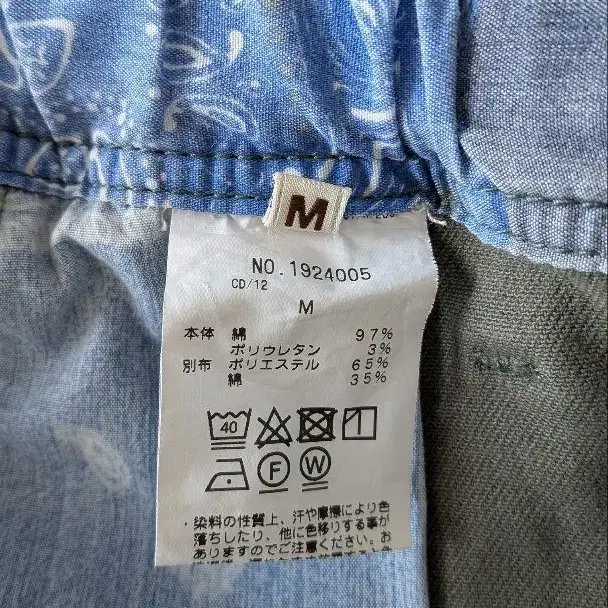 M
NO.1924005
CD/12
M
本体 綿 97%
ポリウレタン 3%
別布 ポリエステル 65%
綿 35%
40
F W
・染料の性質上、汗や摩擦により色
落ちしたり、他に色移りする事が
ありますのでご注意ください。お